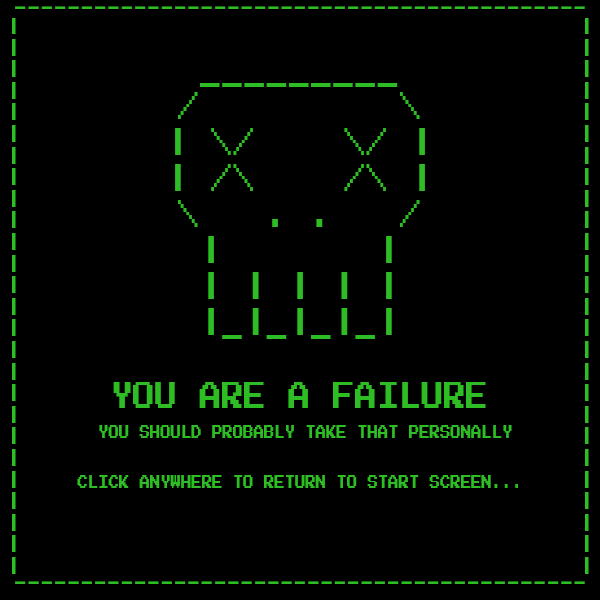 YOU ARE A FAILURE
YOU SHOULD PROBABLY TAKE THAT PERSONALLY
CLICK ANYWHERE TO RETURN TO START SCREEN...